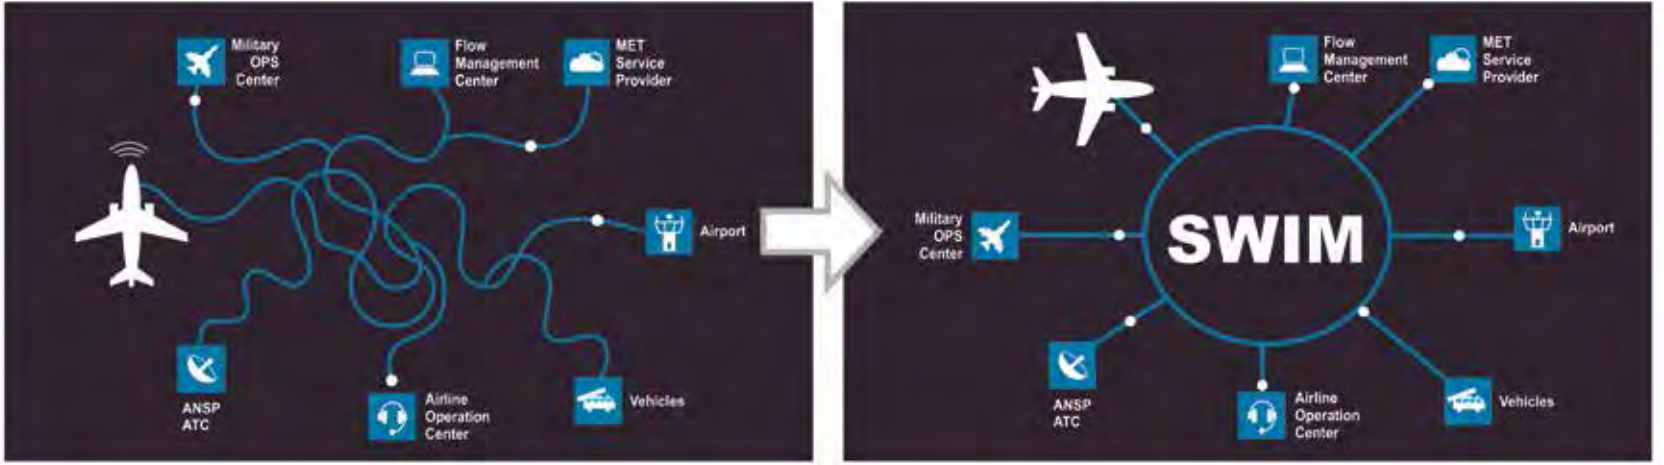 Military
OPS
Center
Flow
Management
Center
MET
Service
Provider
Airport
ANSP
ATC
Airline
Operation
Center
Vehicles
Flow
Management
Center
MET
Service
Provider
Military
OPS
Center
SWIM
Airport
ANSP
ATC
Airline
Operation
Center
Vehicles